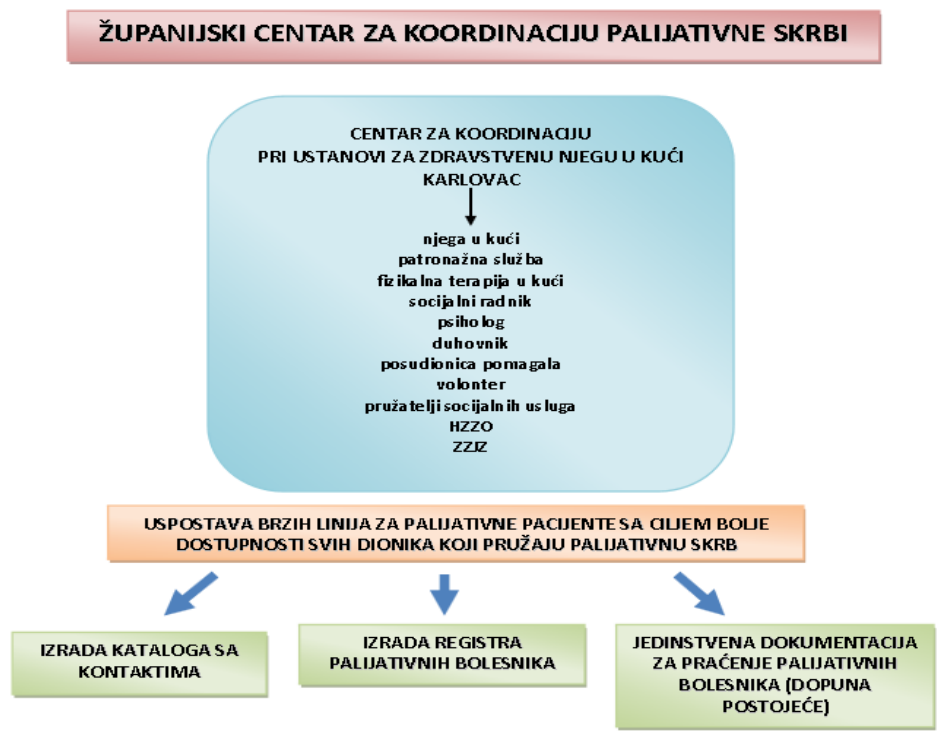 ŽUPANIJSKI CENTAR ZA KOORDINACIJU PALIJATIVNE SKRBI
CENTAR ZA KOORDINACIJU
PRI USTANOVI ZA ZDRAVSTVENU NJEGU U KUĆI
KARLOVAC
njega u kući
patronažna služba
fizikalna terapija u kući
socijalni radnik
psiholog
duhovnik
posudionica pomagala
volonter
pružatelji socijalnih usluga
HZZO
ZZJZ
USPOSTAVA BRZIH LINIJA ZA PALIJATIVNE PACIJENTE SA CILJEM BOLJE
DOSTUPNOSTI SVIH DIONIKA KOJI PRUŽAJU PALIJATIVNU SKRB
IZRADA KATALOGA SA
KONTAKTIMA
IZRADA REGISTRA
PALIJATIVNIH BOLESNIKA
JEDINSTVENA DOKUMENTACIJA
ZA PRAĆENJE PALIJATIVNIH
BOLESNIKA (DOPUNA
POSTOJEĆE)